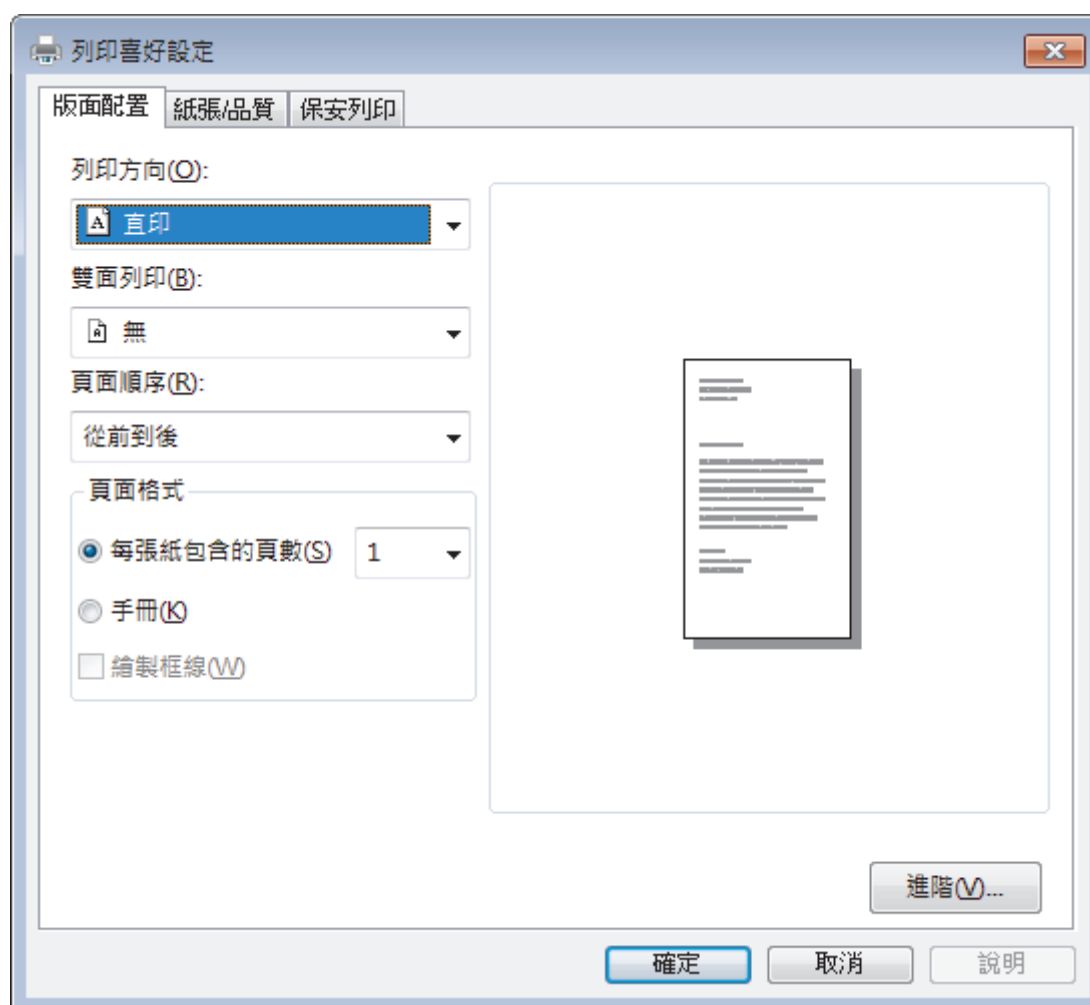 列印喜好設定
版面配置 紙張/品質 保安列印
列印方向(O):
A 直印
雙面列印(B):
A 無
頁面順序(R):
從前到後
頁面格式
每張紙包含的頁數(S) 1
手冊(K)
繪製框線(W)
進階(V)...
確定 取消 說明